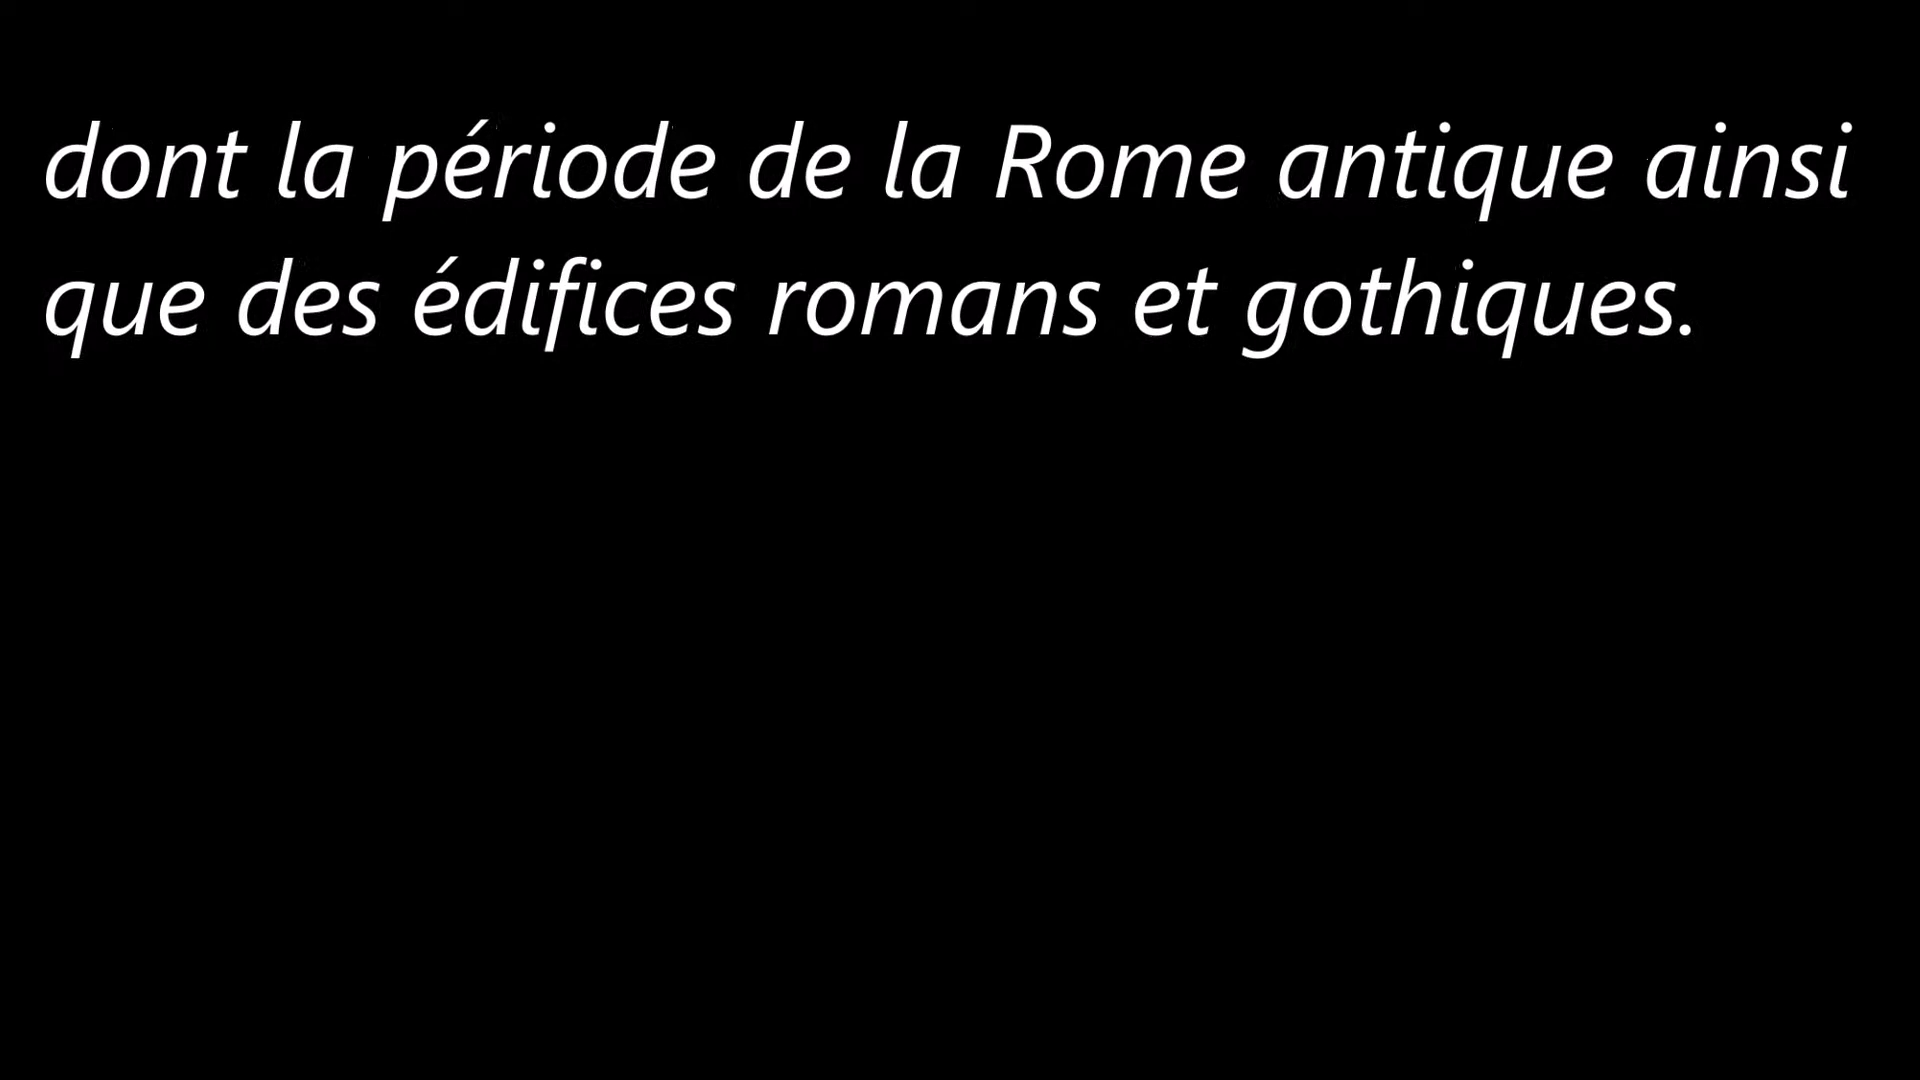 dont la période de la Rome antique ainsi
que des édifices romans et gothiques.